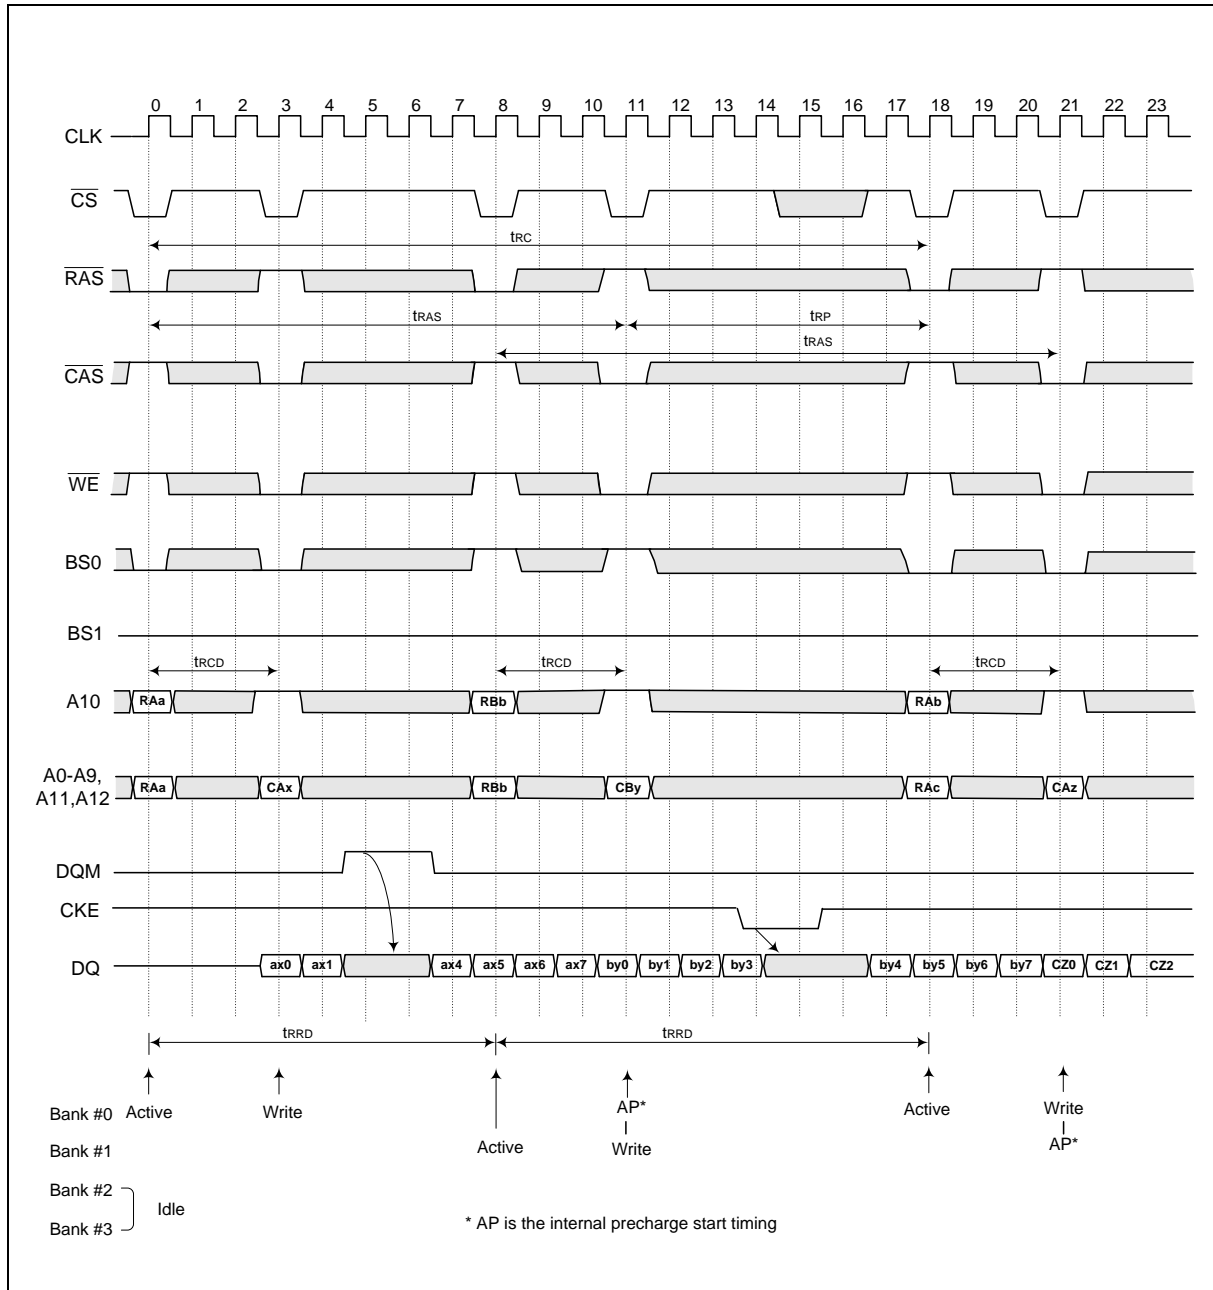 0 1 2 3 4 5 6 7 8 9 10 11 12 13 14 15 16 17 18 19 20 21 22 23
CLK
CS
tRC
RAS
tRAS tRP
tRAS
CAS
WE
BS0
BS1
tRCD tRCD tRCD
A10 RAa RBb RAb
A0-A9,
A11,A12 RAa CAx RBb CBy RAc CAz
DQM
CKE
DQ ax0 ax1 ax4 ax5 ax6 ax7 by0 by1 by2 by3 by4 by5 by6 by7 CZ0 CZ1 CZ2
tRRD tRRD
Bank #0 Active Write AP* Active Write
Bank #1 Active Write AP*
Bank #2
Idle
Bank #3
* AP is the internal precharge start timing